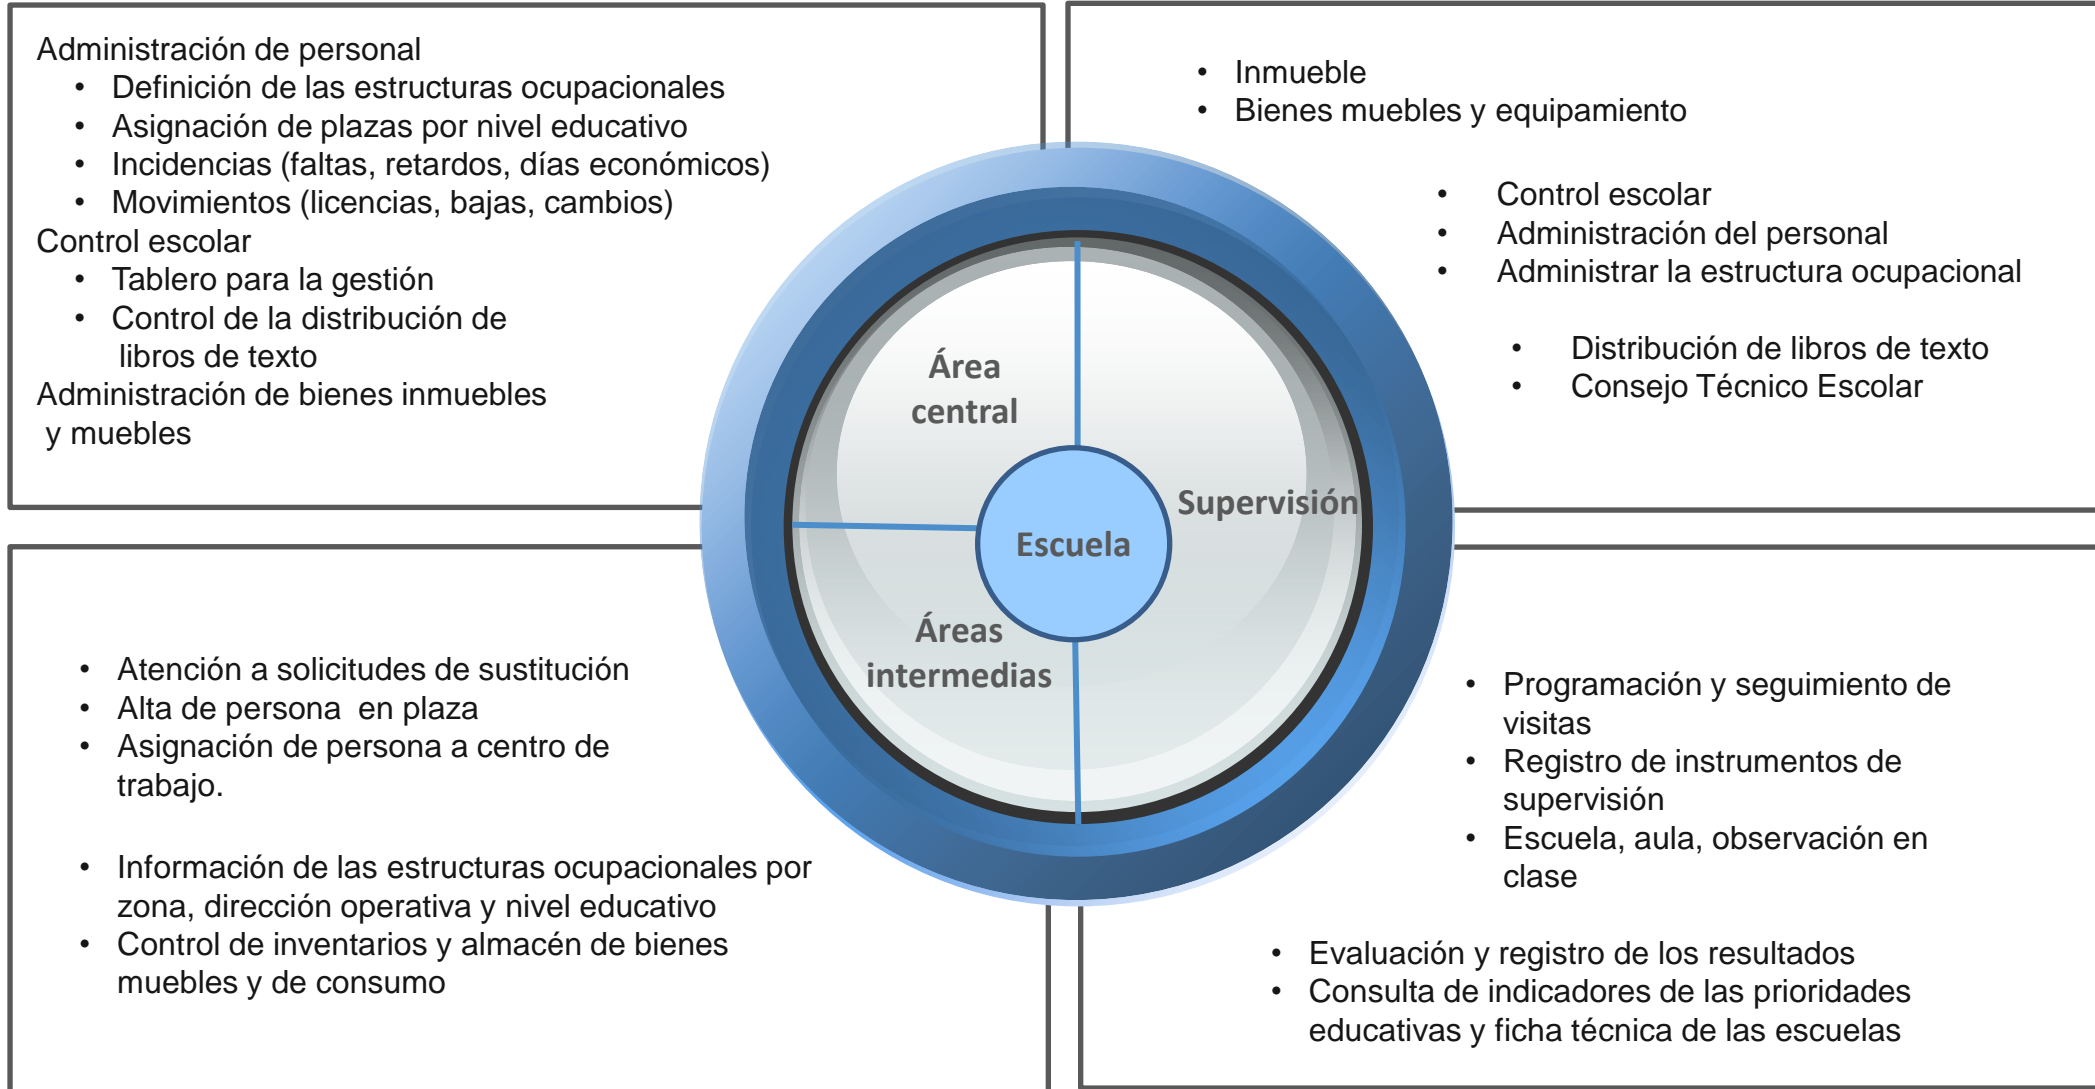 Administración de personal
• Definición de las estructuras ocupacionales
• Asignación de plazas por nivel educativo
• Incidencias (faltas, retardos, días económicos)
• Movimientos (licencias, bajas, cambios)
Control escolar
• Tablero para la gestión
• Control de la distribución de
libros de texto
Administración de bienes inmuebles
y muebles
• Inmueble
• Bienes muebles y equipamiento
• Control escolar
• Administración del personal
• Administrar la estructura ocupacional
• Distribución de libros de texto
• Consejo Técnico Escolar
Área
central
Supervisión
Escuela
Áreas
intermedias
• Atención a solicitudes de sustitución
• Alta de persona en plaza
• Asignación de persona a centro de
trabajo.
• Información de las estructuras ocupacionales por
zona, dirección operativa y nivel educativo
• Control de inventarios y almacén de bienes
muebles y de consumo
• Programación y seguimiento de
visitas
• Registro de instrumentos de
supervisión
• Escuela, aula, observación en
clase
• Evaluación y registro de los resultados
• Consulta de indicadores de las prioridades
educativas y ficha técnica de las escuelas